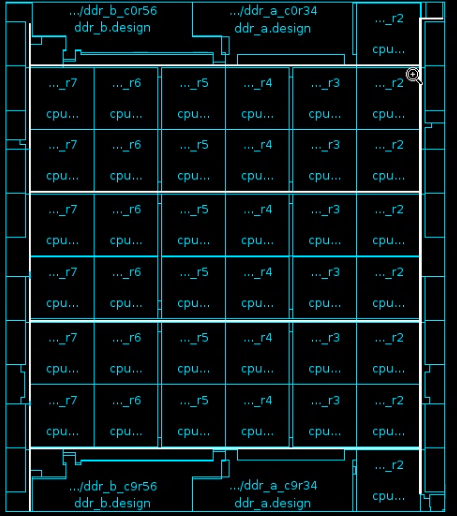 .../ddr_b_c0r56 .../ddr_a_c0r34 ..._r2
ddr_b.design ddr_a.design cpu...
..._r7 ..._r6 ..._r5 ..._r4 ..._r3 ..._r2
cpu... cpu... cpu... cpu... cpu... cpu...
..._r7 ..._r6 ..._r5 ..._r4 ..._r3 ..._r2
cpu... cpu... cpu... cpu... cpu... cpu...
..._r7 ..._r6 ..._r5 ..._r4 ..._r3 ..._r2
cpu... cpu... cpu... cpu... cpu... cpu...
..._r7 ..._r6 ..._r5 ..._r4 ..._r3 ..._r2
cpu... cpu... cpu... cpu... cpu... cpu...
..._r7 ..._r6 ..._r5 ..._r4 ..._r3 ..._r2
cpu... cpu... cpu... cpu... cpu... cpu...
..._r7 ..._r6 ..._r5 ..._r4 ..._r3 ..._r2
cpu... cpu... cpu... cpu... cpu... cpu...
.../ddr_b_c9r56 .../ddr_a_c9r34 ..._r2
ddr_b.design ddr_a.design cpu...